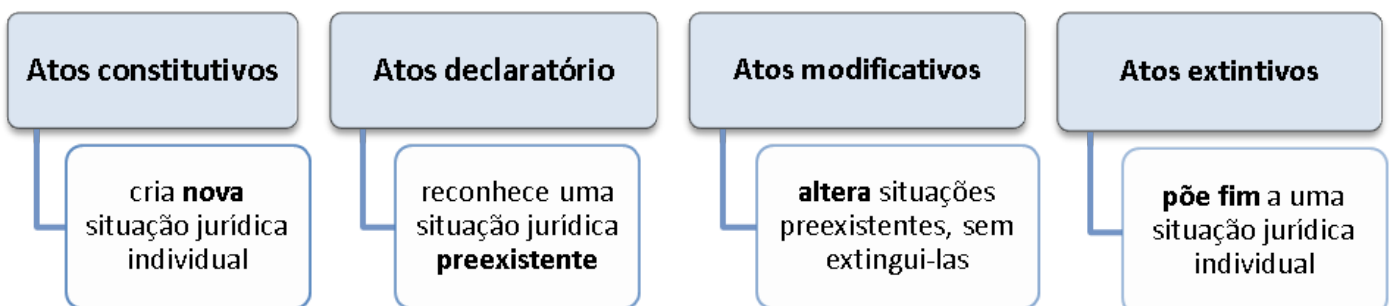 Atos constitutivos
cria nova
situação jurídica
individual
Atos declaratório
reconhece uma
situação jurídica
preexistente
Atos modificativos
altera situações
preexistentes, sem
extingui-las
Atos extintivos
põe fim a uma
situação jurídica
individual